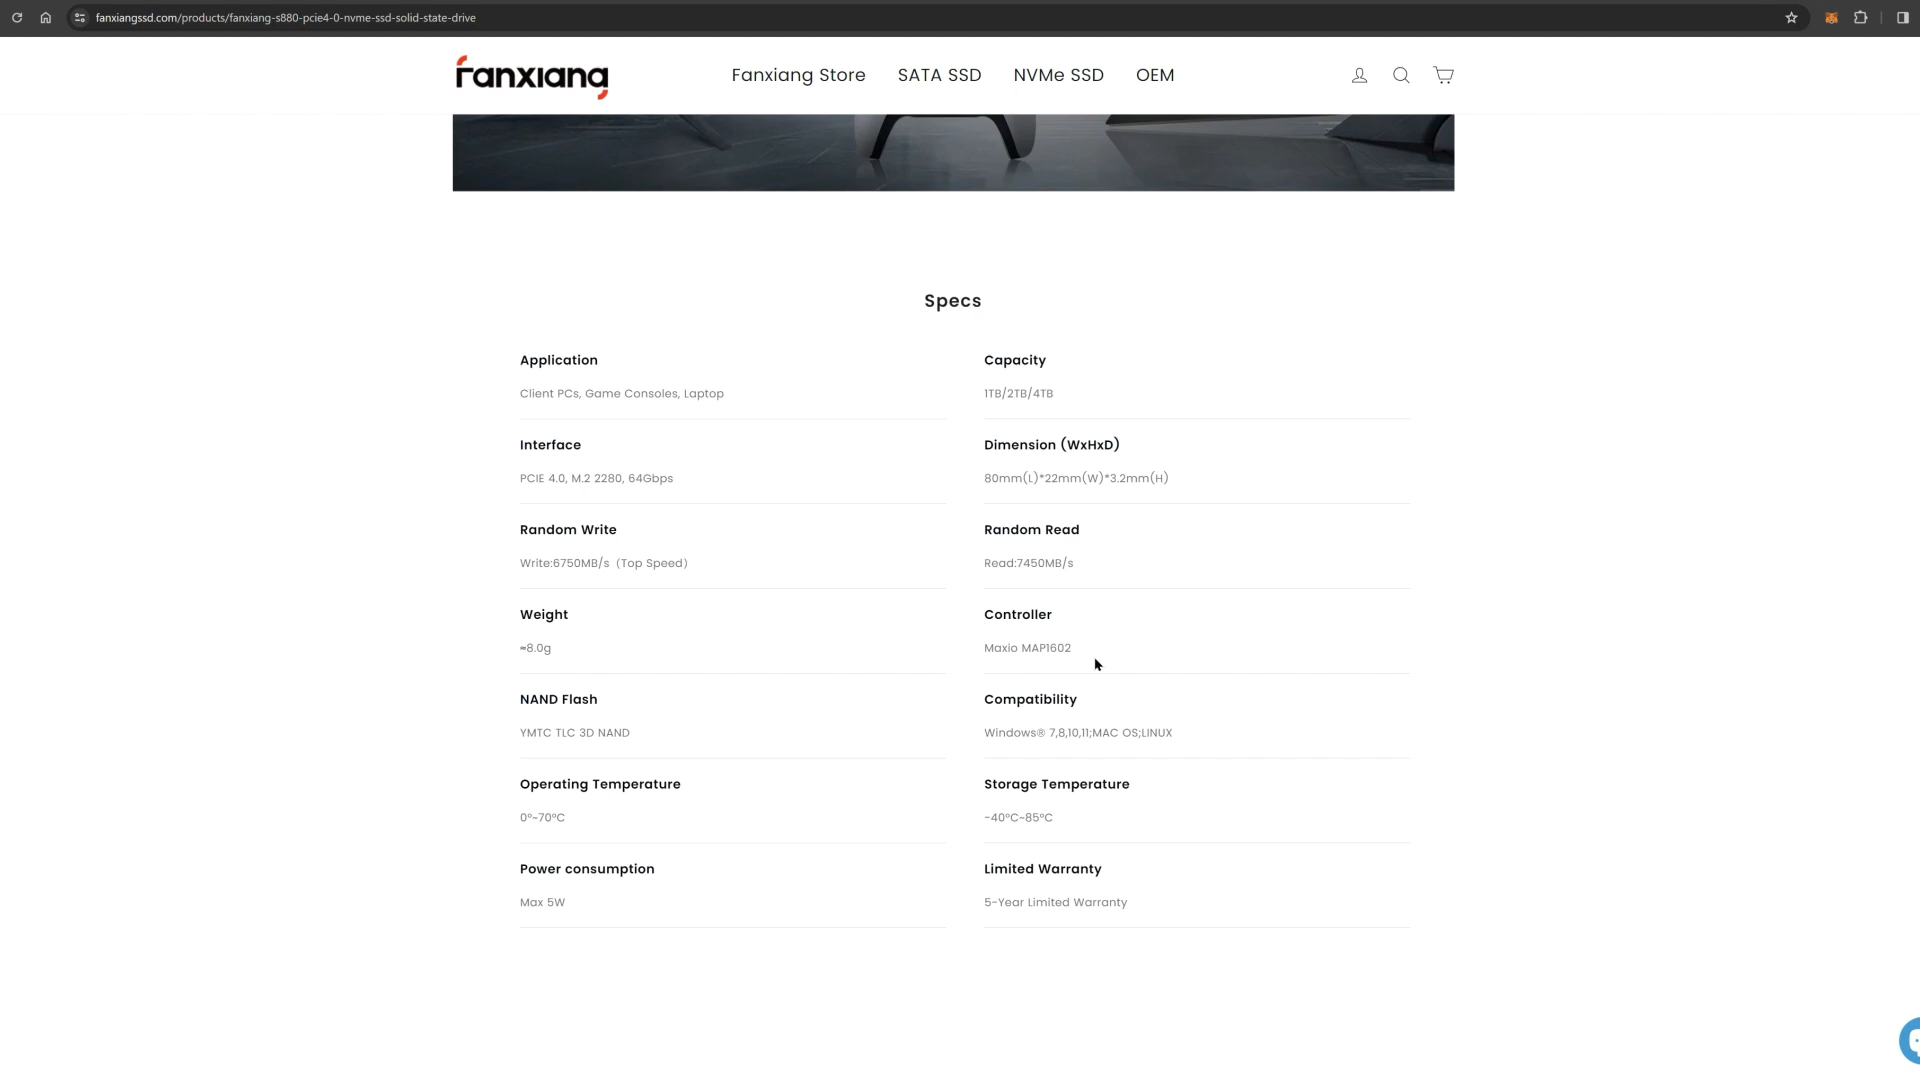 fanxiangssd.com/products/fanxiang-s880-pcie4-0-nvme-ssd-solid-state-drive
fanxiang
Fanxiang Store
SATA SSD
NVMe SSD
OEM
Specs
Application
Client PCs, Game Consoles, Laptop
Capacity
1TB/2TB/4TB
Interface
PCIE 4.0, M.2 2280, 64Gbps
Dimension (WxHxD)
80mm(L)*22mm(W)*3.2mm(H)
Random Write
Write:6750MB/s（Top Speed）
Random Read
Read:7450MB/s
Weight
≈8.0g
Controller
Maxio MAP1602
NAND Flash
YMTC TLC 3D NAND
Compatibility
Windows® 7,8,10,11;MAC OS;LINUX
Operating Temperature
0°~70°C
Storage Temperature
-40°C~85°C
Power consumption
Max 5W
Limited Warranty
5-Year Limited Warranty